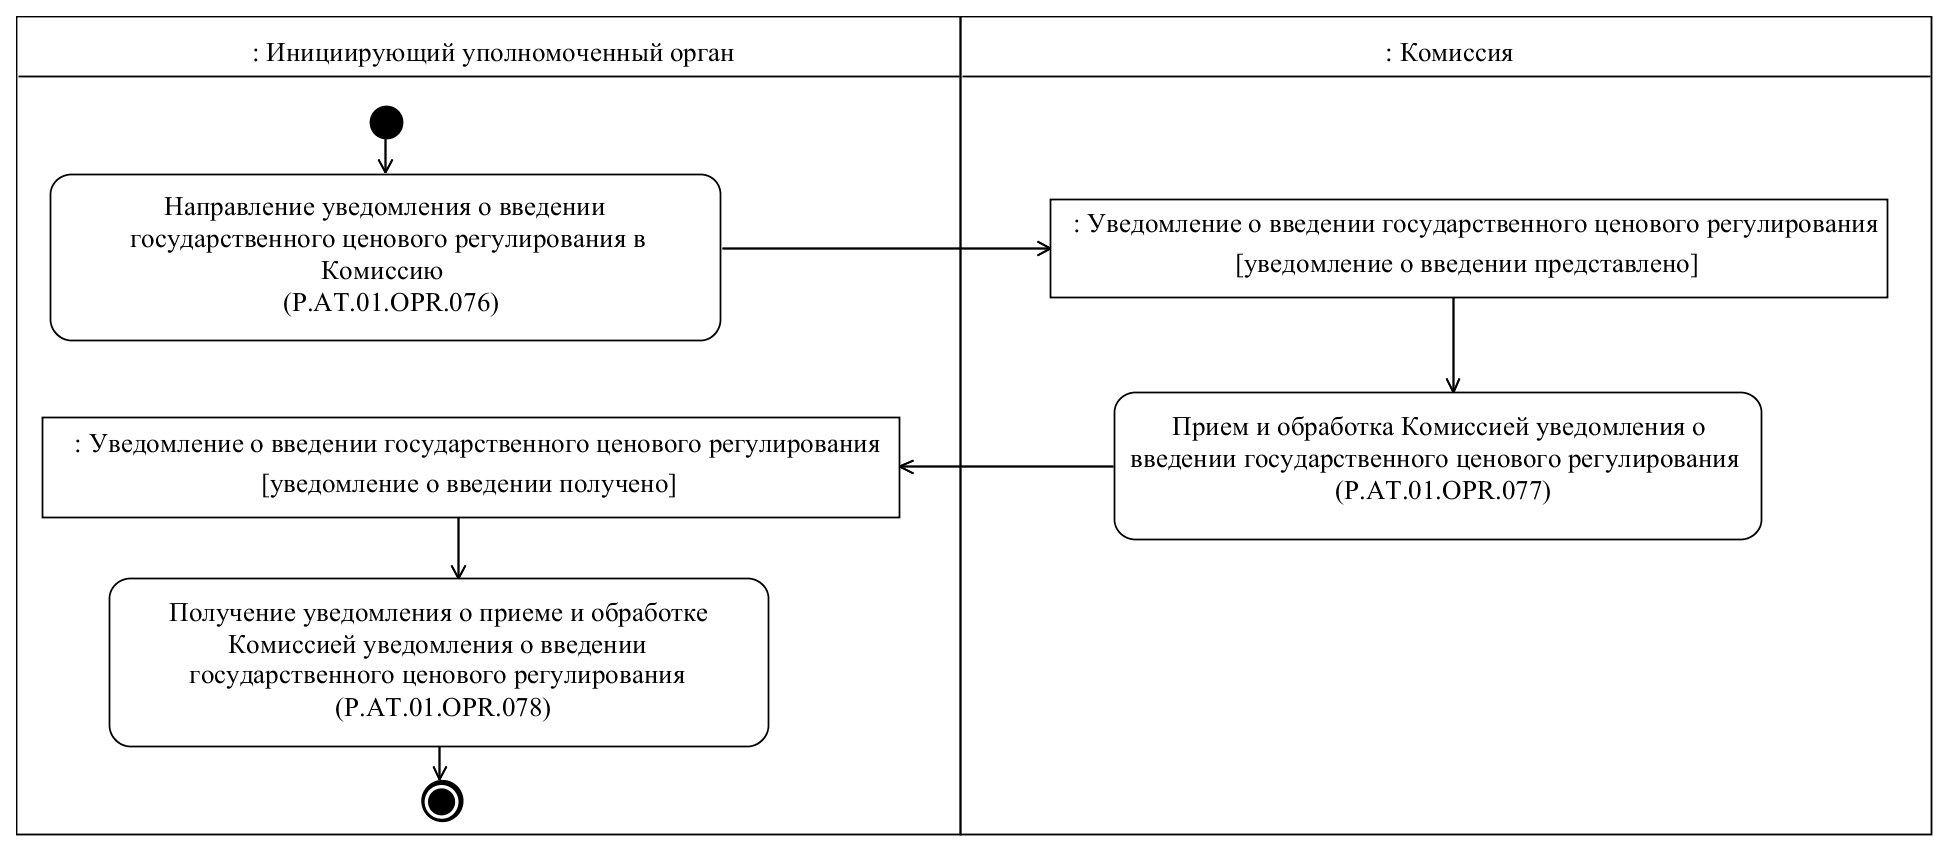 : Инициирующий уполномоченный орган
: Комиссия
Направление уведомления о введении
государственного ценового регулирования в
Комиссию
(P.AT.01.OPR.076)
: Уведомление о введении государственного ценового регулирования
[уведомление о введении представлено]
Прием и обработка Комиссией уведомления о
введении государственного ценового регулирования
(P.AT.01.OPR.077)
: Уведомление о введении государственного ценового регулирования
[уведомление о введении получено]
Получение уведомления о приеме и обработке
Комиссией уведомления о введении
государственного ценового регулирования
(P.AT.01.OPR.078)